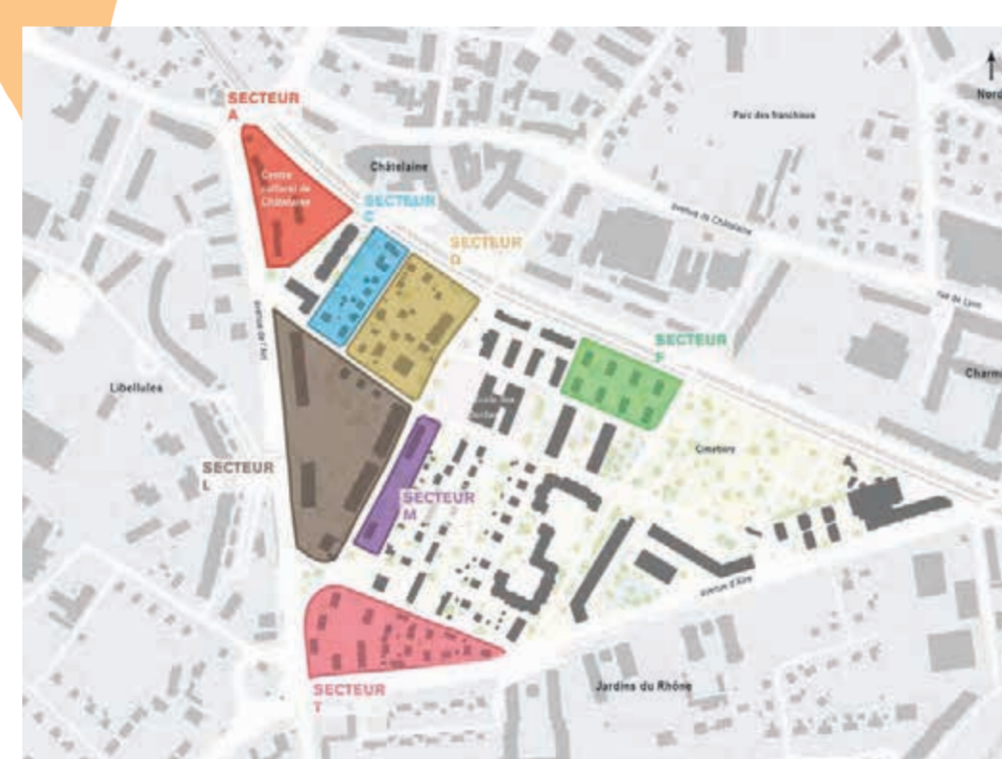 SECTEUR
A
Nord
Parc des franchises
Châtelaine
Centre
culturel de
Châtelaine
SECTEUR
C
avenue de Châtelaine
SECTEUR
D
rue de Lyon
avenue de l'Ain
SECTEUR
F
Libellules
Charm
Cimetière
SECTEUR
L
SECTEUR
M
avenue d'Aïre
Jardins du Rhône
SECTEUR
T